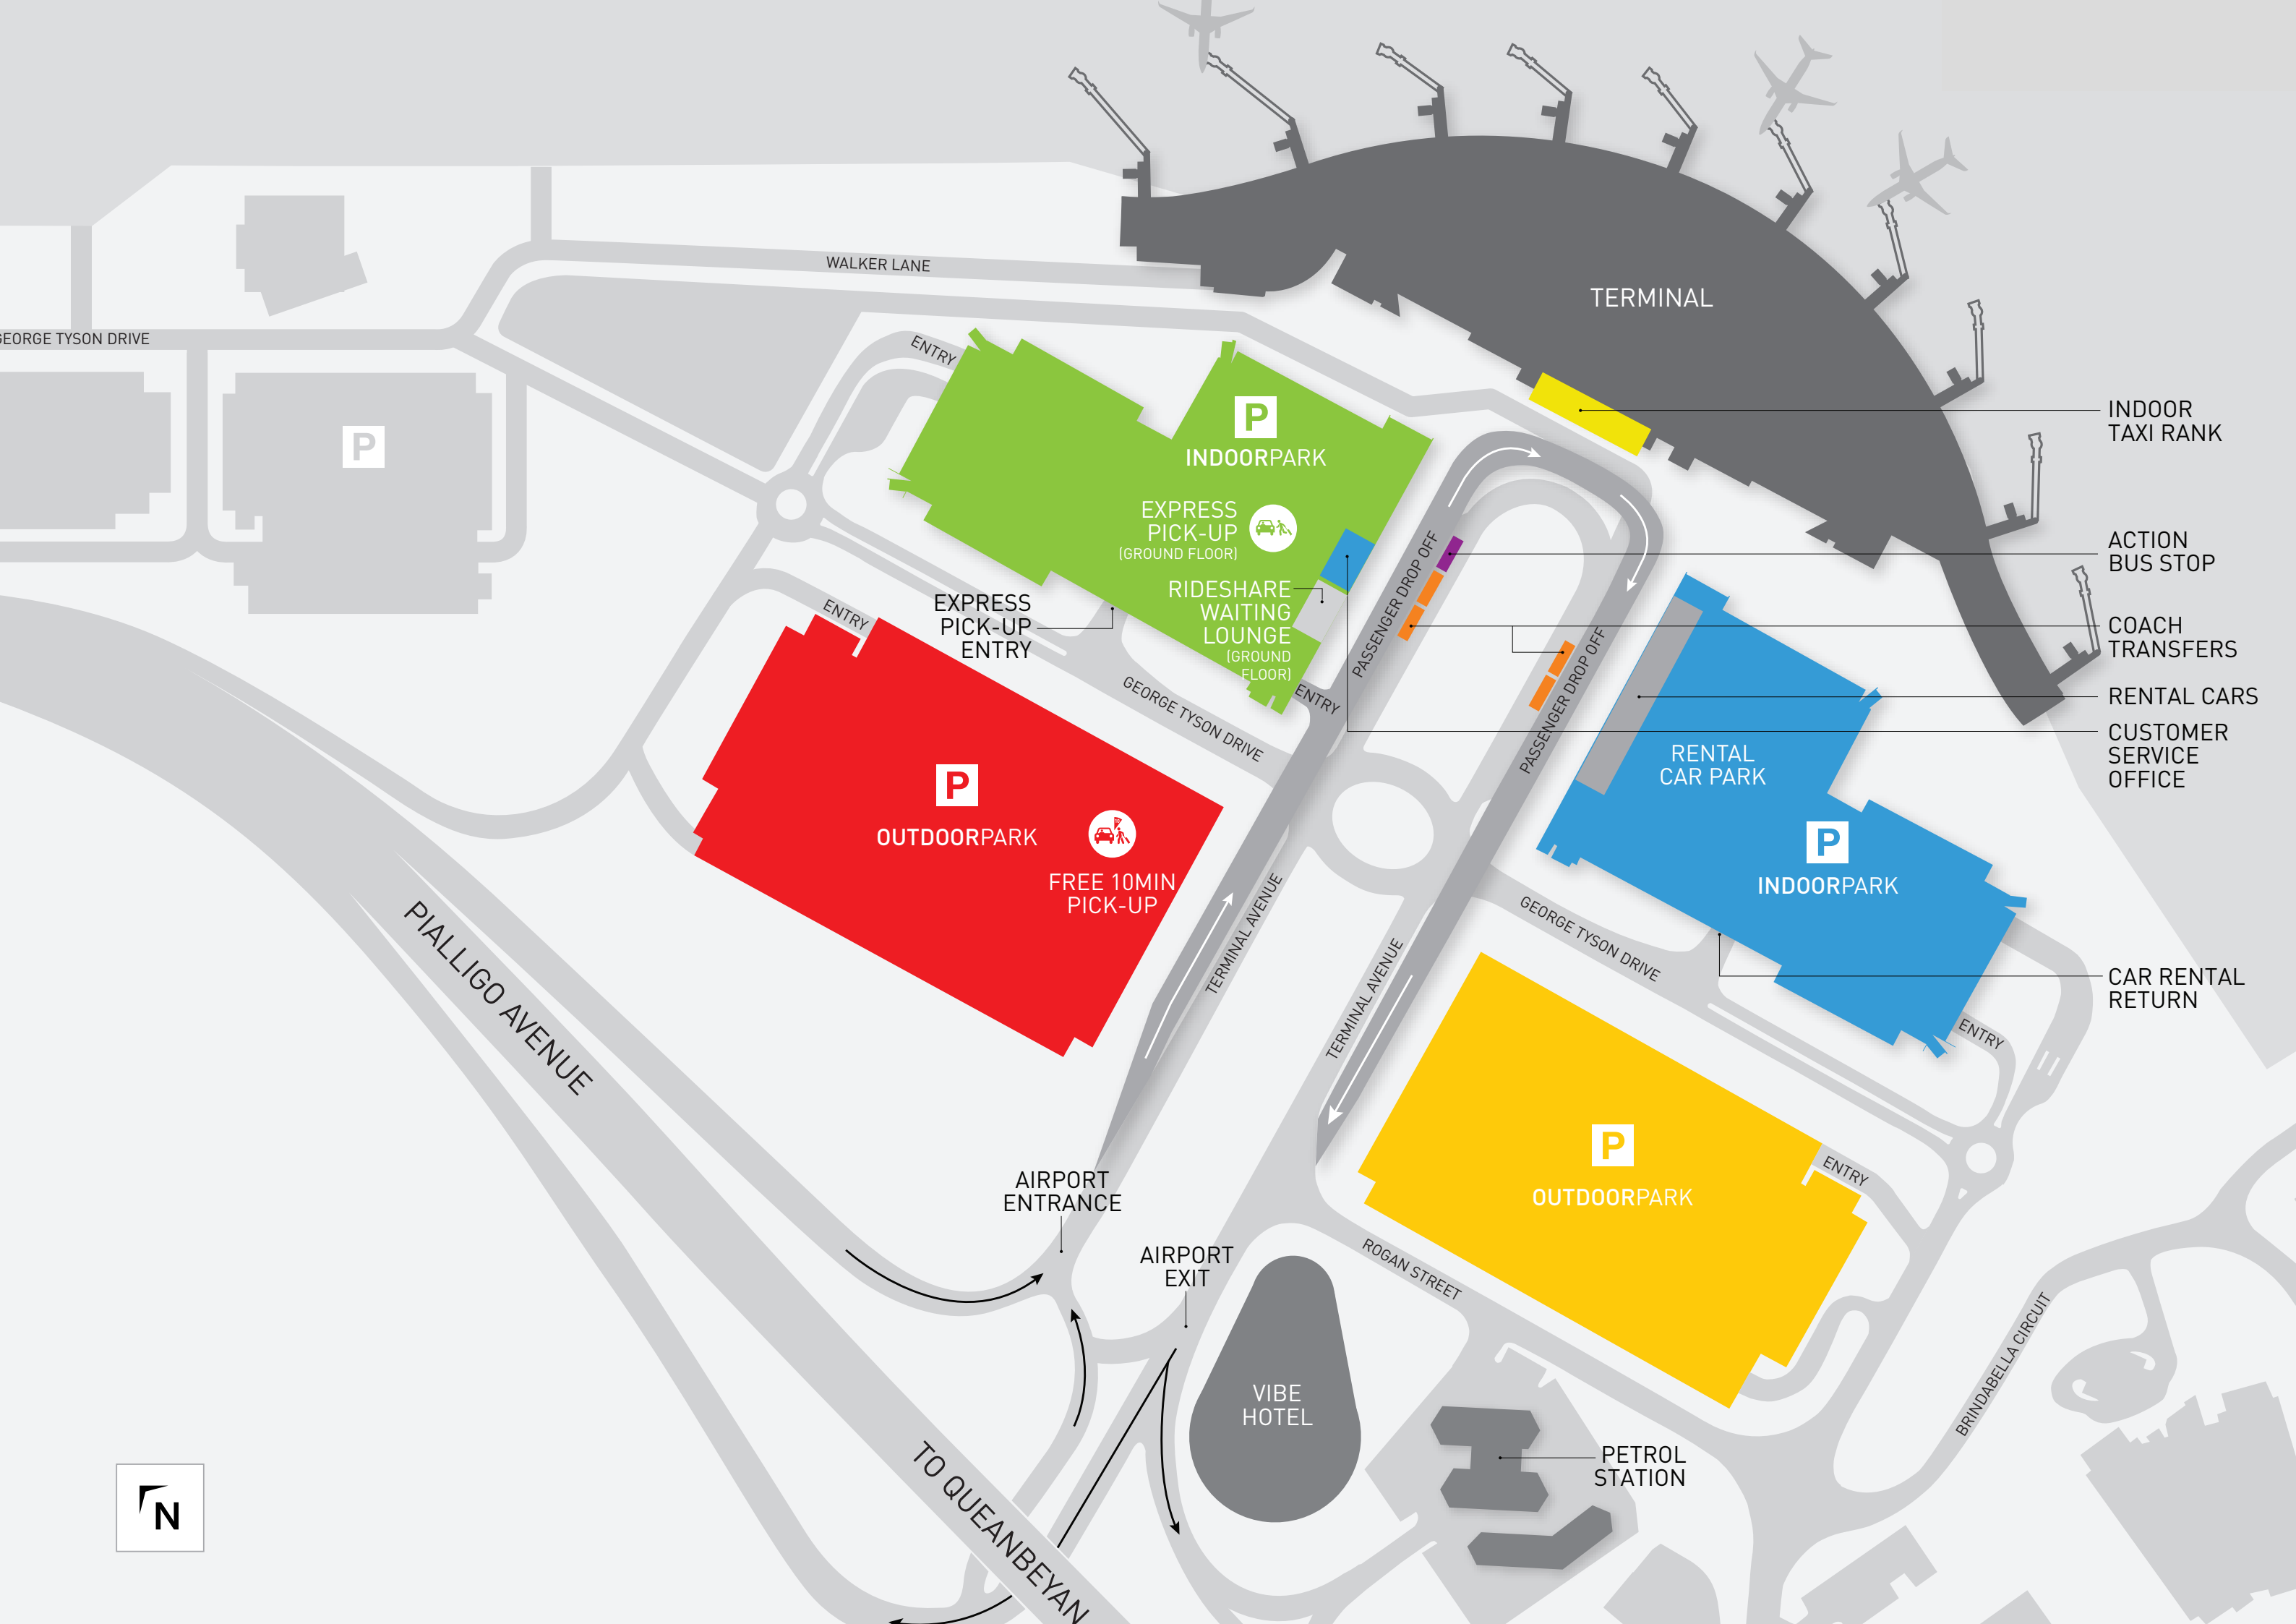 WALKER LANE
TERMINAL
GEORGE TYSON DRIVE
ENTRY
P
INDOORPARK
P
EXPRESS
PICK-UP
(GROUND FLOOR)
RIDESHARE
WAITING
LOUNGE
(GROUND
FLOOR)
ENTRY
EXPRESS
PICK-UP
ENTRY
ENTRY
GEORGE TYSON DRIVE
PASSENGER DROP OFF
PASSENGER DROP OFF
INDOOR
TAXI RANK
ACTION
BUS STOP
COACH
TRANSFERS
RENTAL CARS
CUSTOMER
SERVICE
OFFICE
RENTAL
CAR PARK
P
INDOORPARK
P
OUTDOORPARK
FREE 10MIN
PICK-UP
TERMINAL AVENUE
TERMINAL AVENUE
GEORGE TYSON DRIVE
CAR RENTAL
RETURN
ENTRY
PIALLIGO AVENUE
P
OUTDOORPARK
ENTRY
AIRPORT
ENTRANCE
AIRPORT
EXIT
ROGAN STREET
BRINDABELLA CIRCUIT
VIBE
HOTEL
PETROL
STATION
TO QUEANBEYAN
N